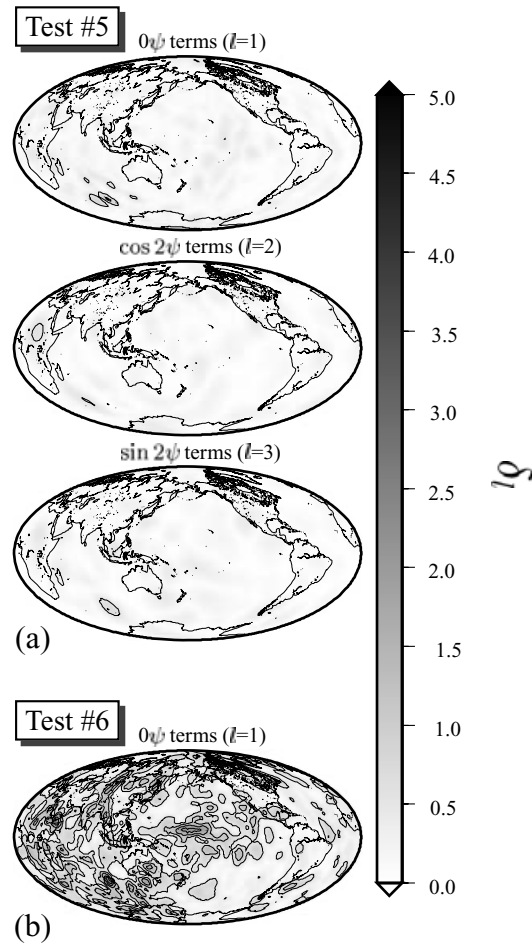 Test #5
0ψ terms (l=1)
cos 2ψ terms (l=2)
sin 2ψ terms (l=3)
(a)
Test #6
0ψ terms (l=1)
(b)
5.0
4.5
4.0
3.5
3.0
2.5
2.0
1.5
1.0
0.5
0.0
δl